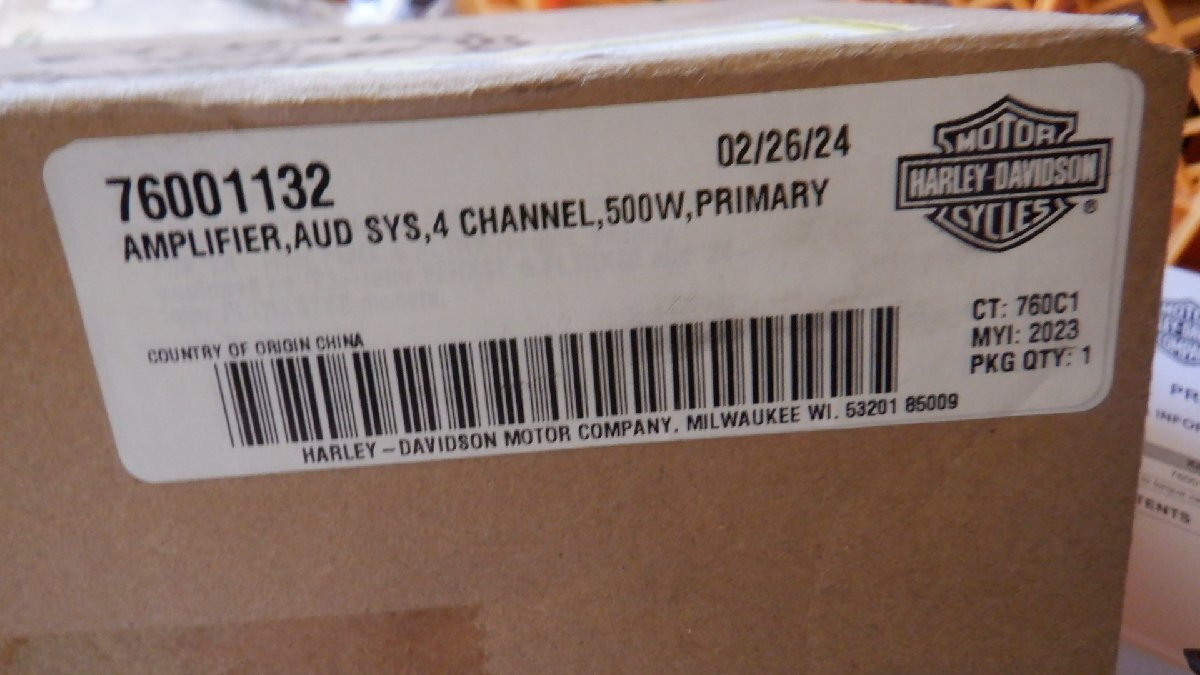 76001132
02/26/24
AMPLIFIER,AUD SYS,4 CHANNEL,500W,PRIMARY
MOTOR
HARLEY-DAVIDSON
CYCLES ®
COUNTRY OF ORIGIN CHINA
CT: 760C1
MYI: 2023
PKG QTY: 1
HARLEY-DAVIDSON MOTOR COMPANY. MILWAUKEE WI. 53201 85009